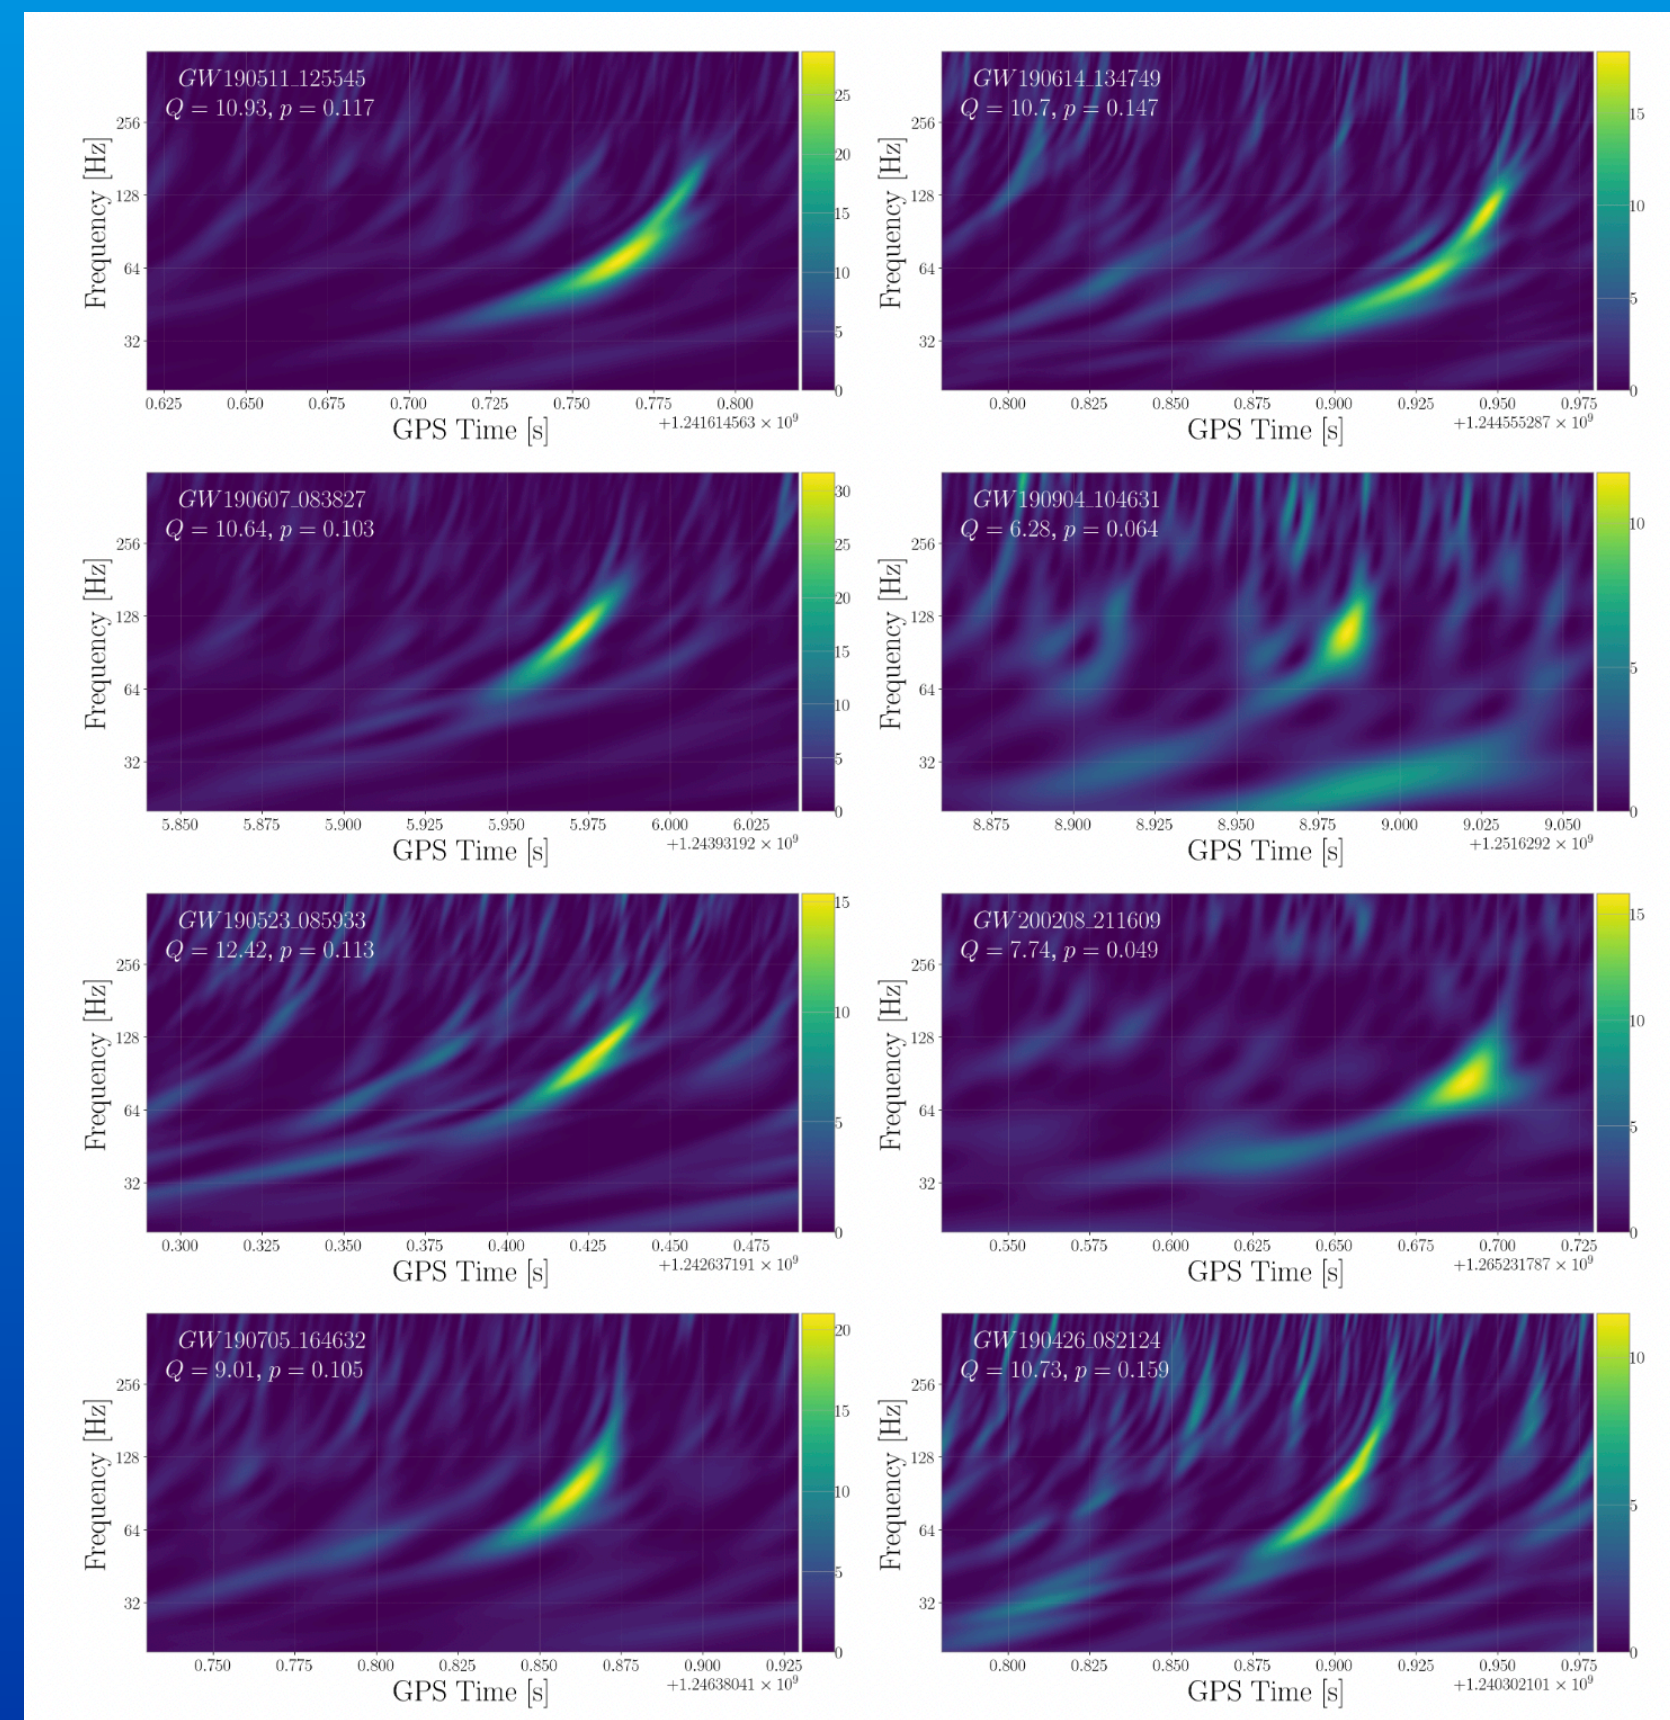 GW190511_125545
Q = 10.93, p = 0.117
Frequency [Hz]
256
128
64
32
0.625 0.650 0.675 0.700 0.725 0.750 0.775 0.800
GPS Time [s]
+1.241614563 × 10⁹
25
20
15
10
5
0
GW190614_134749
Q = 10.7, p = 0.147
Frequency [Hz]
256
128
64
32
0.800 0.825 0.850 0.875 0.900 0.925 0.950 0.975
GPS Time [s]
+1.244555287 × 10⁹
15
10
5
0
GW190607_083827
Q = 10.64, p = 0.103
Frequency [Hz]
256
128
64
32
5.850 5.875 5.900 5.925 5.950 5.975 6.000 6.025
GPS Time [s]
+1.24393192 × 10⁹
30
25
20
15
10
5
0
GW190904_104631
Q = 6.28, p = 0.064
Frequency [Hz]
256
128
64
32
8.875 8.900 8.925 8.950 8.975 9.000 9.025 9.050
GPS Time [s]
+1.2516292 × 10⁹
10
5
0
GW190523_085933
Q = 12.42, p = 0.113
Frequency [Hz]
256
128
64
32
0.300 0.325 0.350 0.375 0.400 0.425 0.450 0.475
GPS Time [s]
+1.242637191 × 10⁹
15
10
5
0
GW200208_211609
Q = 7.74, p = 0.049
Frequency [Hz]
256
128
64
32
0.550 0.575 0.600 0.625 0.650 0.675 0.700 0.725
GPS Time [s]
+1.265231787 × 10⁹
15
10
5
0
GW190705_164632
Q = 9.01, p = 0.105
Frequency [Hz]
256
128
64
32
0.750 0.775 0.800 0.825 0.850 0.875 0.900 0.925
GPS Time [s]
+1.24638041 × 10⁹
20
15
10
5
0
GW190426_082124
Q = 10.73, p = 0.159
Frequency [Hz]
256
128
64
32
0.800 0.825 0.850 0.875 0.900 0.925 0.950 0.975
GPS Time [s]
+1.240302101 × 10⁹
10
5
0